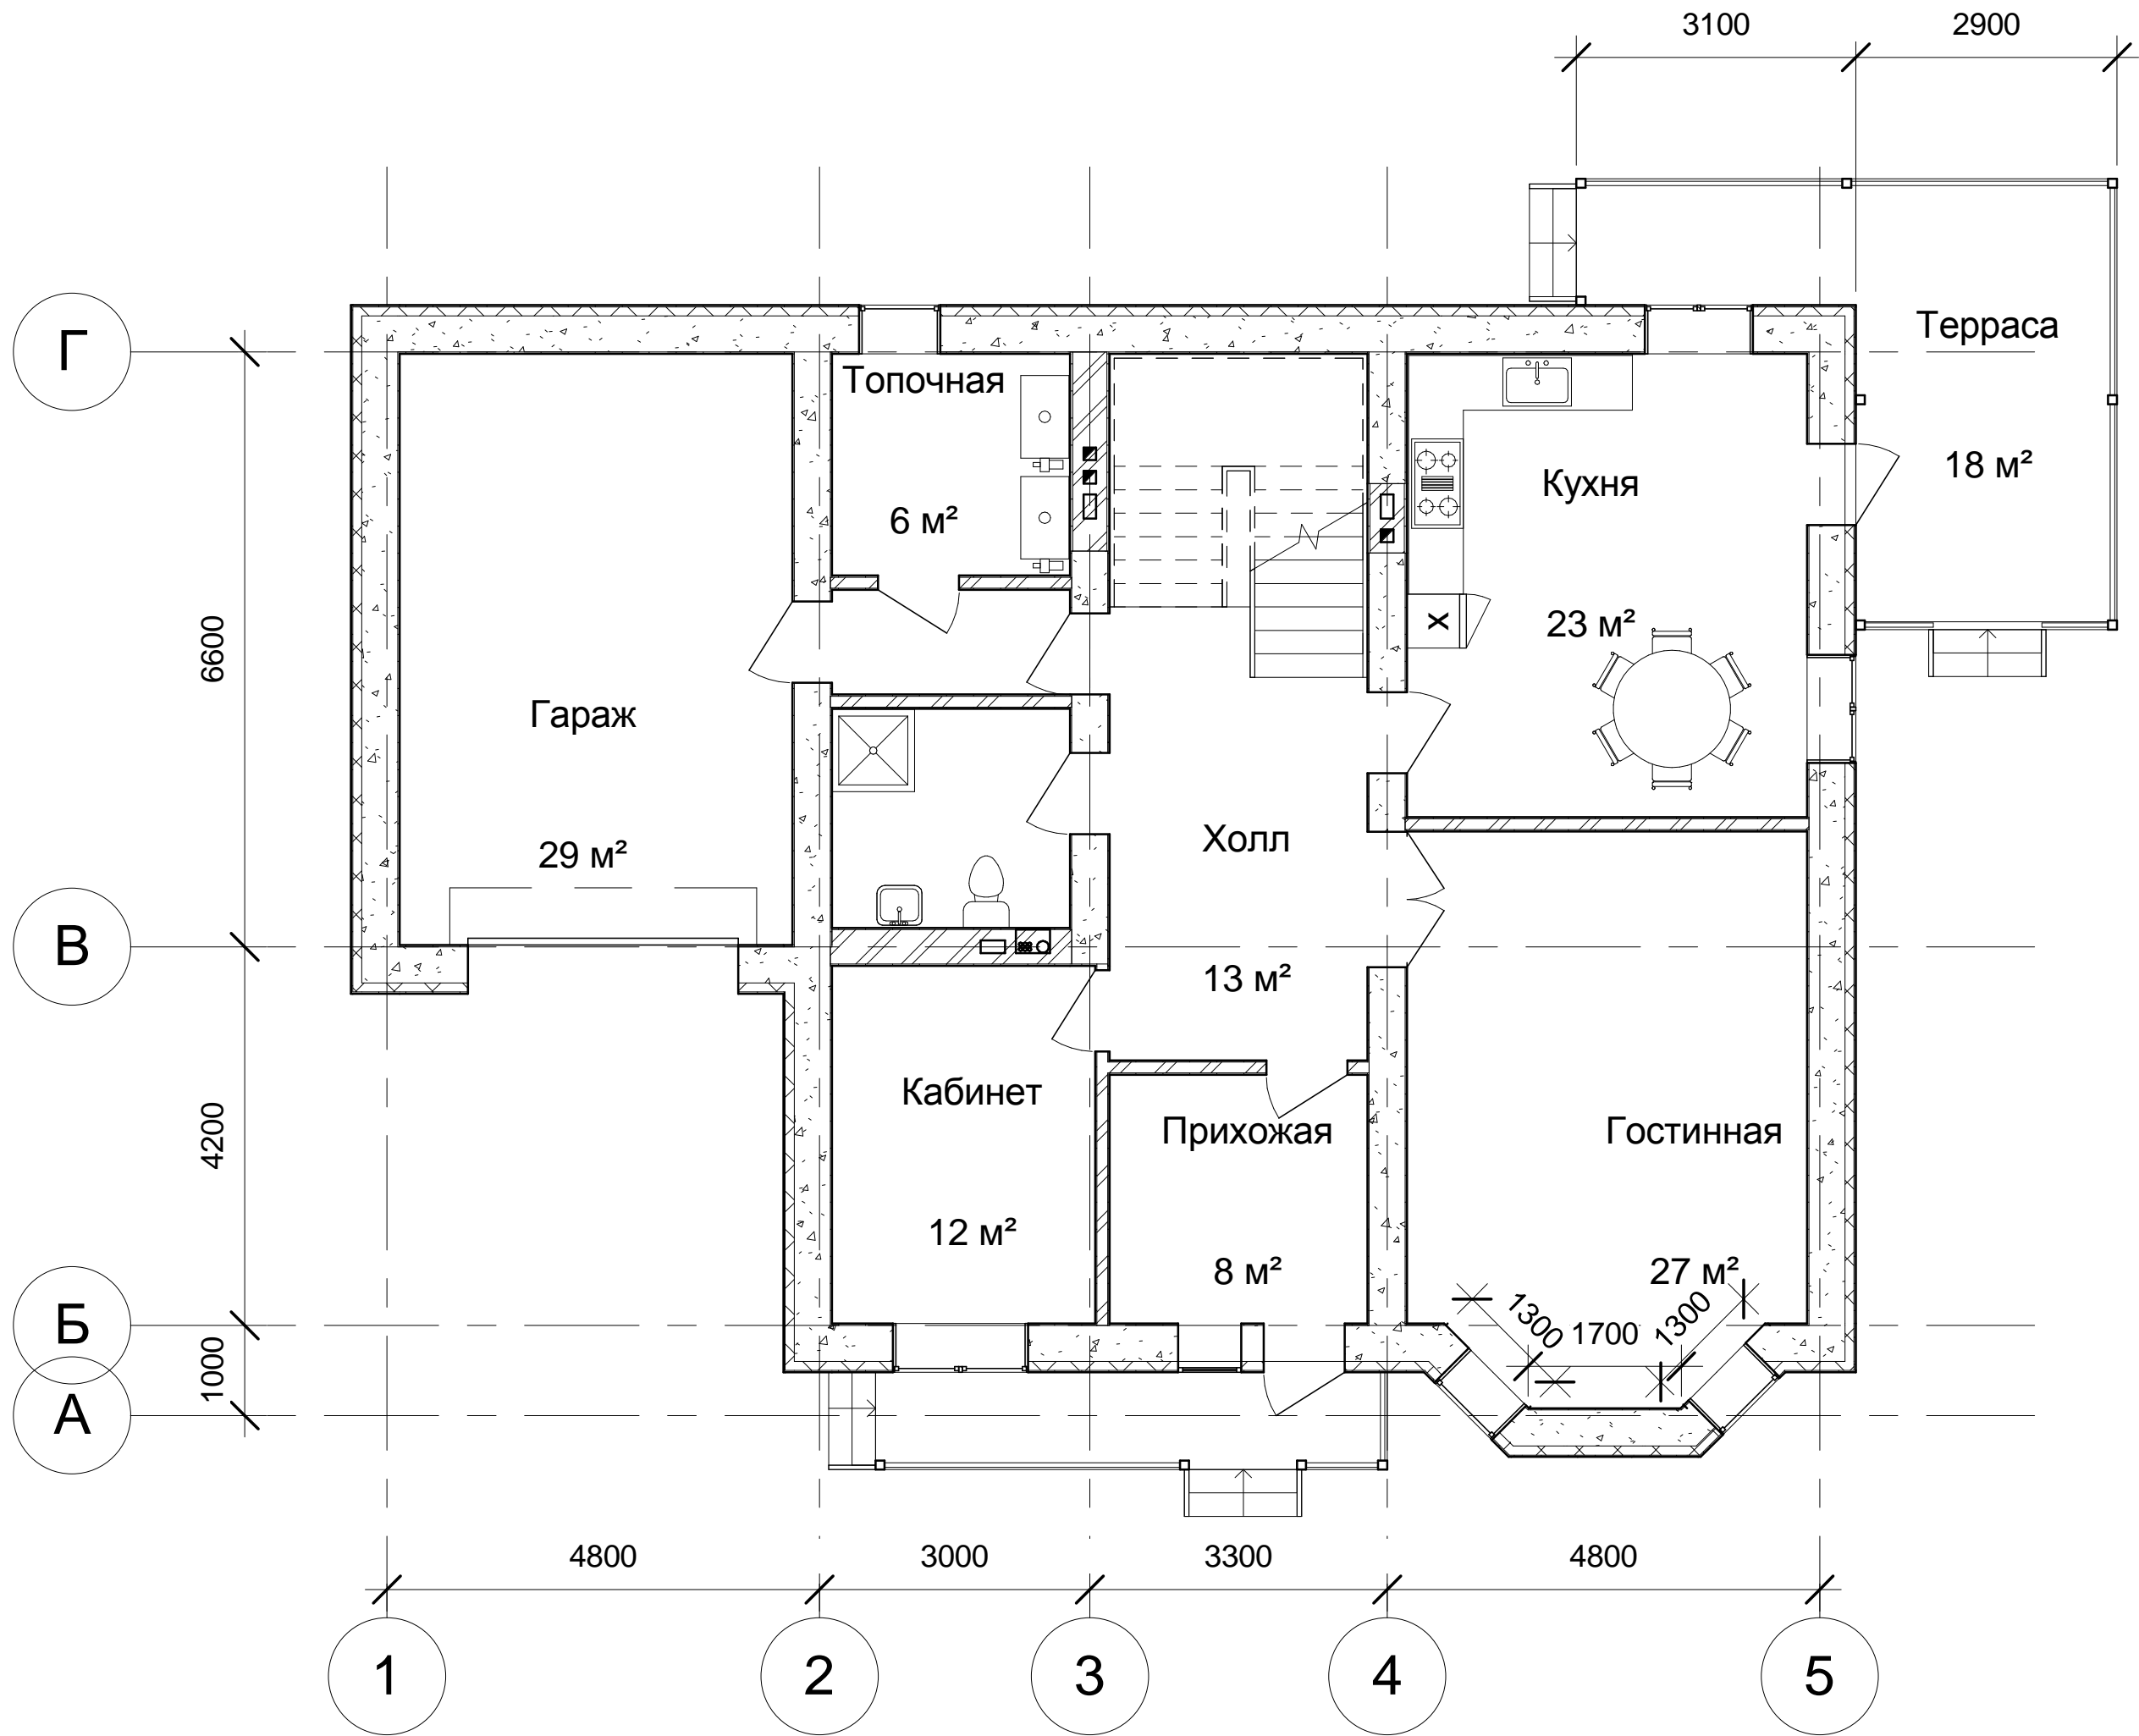 3100
2900
Г
Терраса
Топочная
18 м²
Кухня
6 м²
23 м²
X
6600
Гараж
Холл
29 м²
В
13 м²
Кабинет
4200
Прихожая
Гостинная
12 м²
8 м²
27 м²
1300
1700
1300
Б
1000
А
4800
3000
3300
4800
1
2
3
4
5